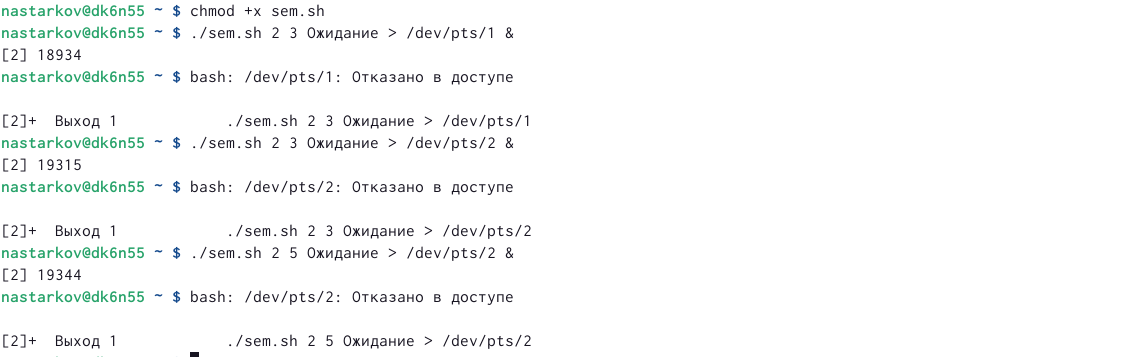 nastarkov@dk6n55 ~ $ chmod +x sem.sh
nastarkov@dk6n55 ~ $ ./sem.sh 2 3 Ожидание > /dev/pts/1 &
[2] 18934
nastarkov@dk6n55 ~ $ bash: /dev/pts/1: Отказано в доступе
[2]+  Выход 1            ./sem.sh 2 3 Ожидание > /dev/pts/1
nastarkov@dk6n55 ~ $ ./sem.sh 2 3 Ожидание > /dev/pts/2 &
[2] 19315
nastarkov@dk6n55 ~ $ bash: /dev/pts/2: Отказано в доступе
[2]+  Выход 1            ./sem.sh 2 3 Ожидание > /dev/pts/2
nastarkov@dk6n55 ~ $ ./sem.sh 2 5 Ожидание > /dev/pts/2 &
[2] 19344
nastarkov@dk6n55 ~ $ bash: /dev/pts/2: Отказано в доступе
[2]+  Выход 1            ./sem.sh 2 5 Ожидание > /dev/pts/2